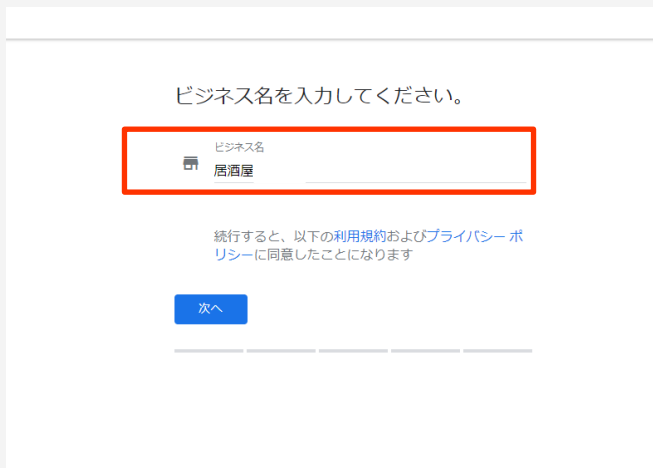 ビジネス名を入力してください。
ビジネス名
居酒屋
続行すると、以下の利用規約およびプライバシー ポ
リシーに同意したことになります
次へ